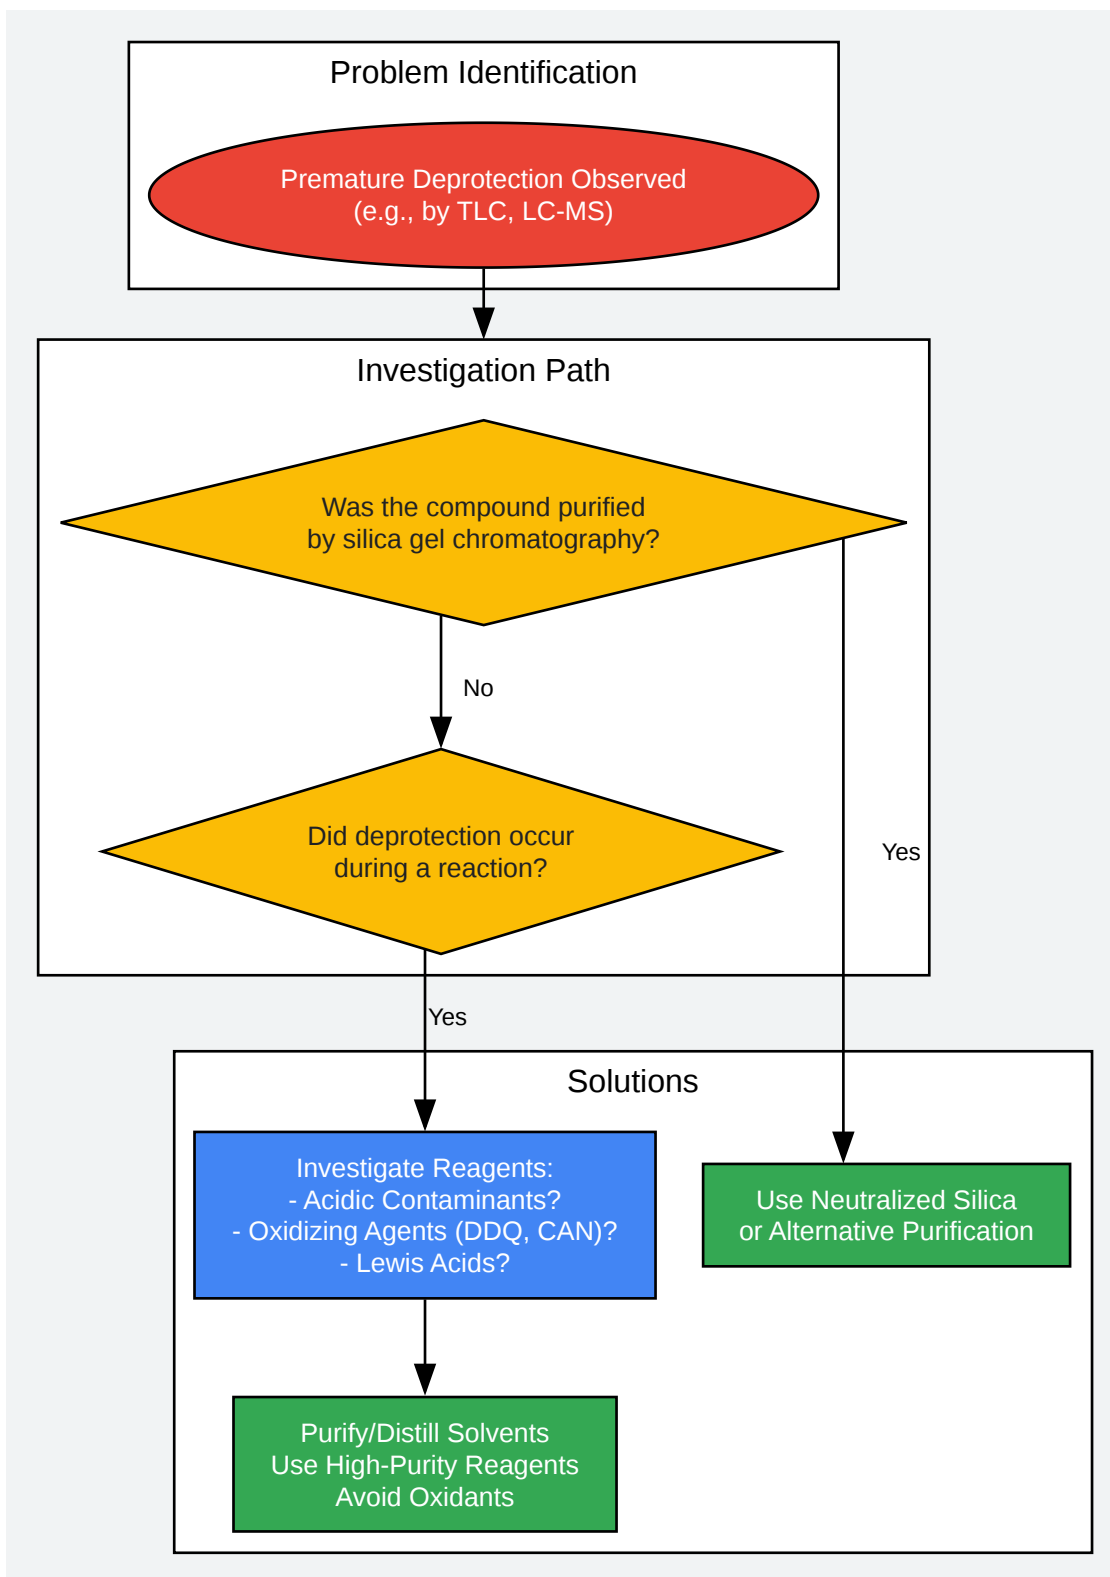 Problem Identification
Premature Deprotection Observed
(e.g., by TLC, LC-MS)
Investigation Path
Was the compound purified
by silica gel chromatography?
No
Did deprotection occur
during a reaction?
Yes
Yes
Solutions
Investigate Reagents:
- Acidic Contaminants?
- Oxidizing Agents (DDQ, CAN)?
- Lewis Acids?
Use Neutralized Silica
or Alternative Purification
Purify/Distill Solvents
Use High-Purity Reagents
Avoid Oxidants